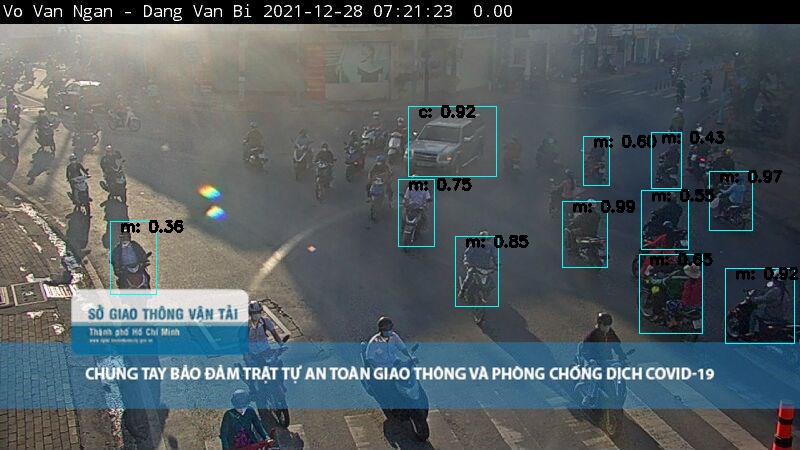 Vo Van Ngan - Dang Van Bi 2021-12-28 07:21:23 0.00
c: 0.92
m: 0.60
m: 0.43
m: 0.97
m: 0.75
m: 0.55
m: 0.99
m: 0.36
m: 0.85
m: 0.65
m: 0.92
SỞ GIAO THÔNG VẬN TẢI
Thành phố Hồ Chí Minh
CHUNG TAY BẢO ĐẢM TRẬT TỰ AN TOÀN GIAO THÔNG VÀ PHÒNG CHỐNG DỊCH COVID-19